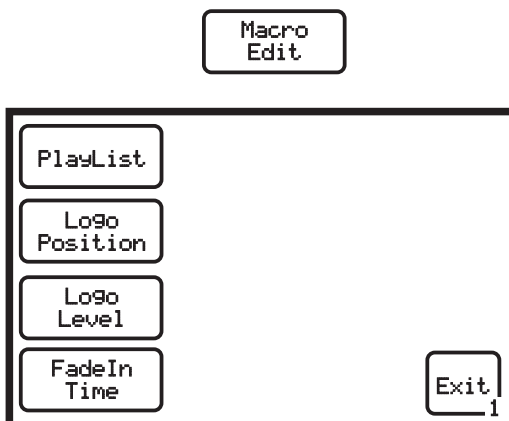 Macro
Edit
PlayList
Logo
Position
Logo
Level
FadeIn
Time
Exit
1